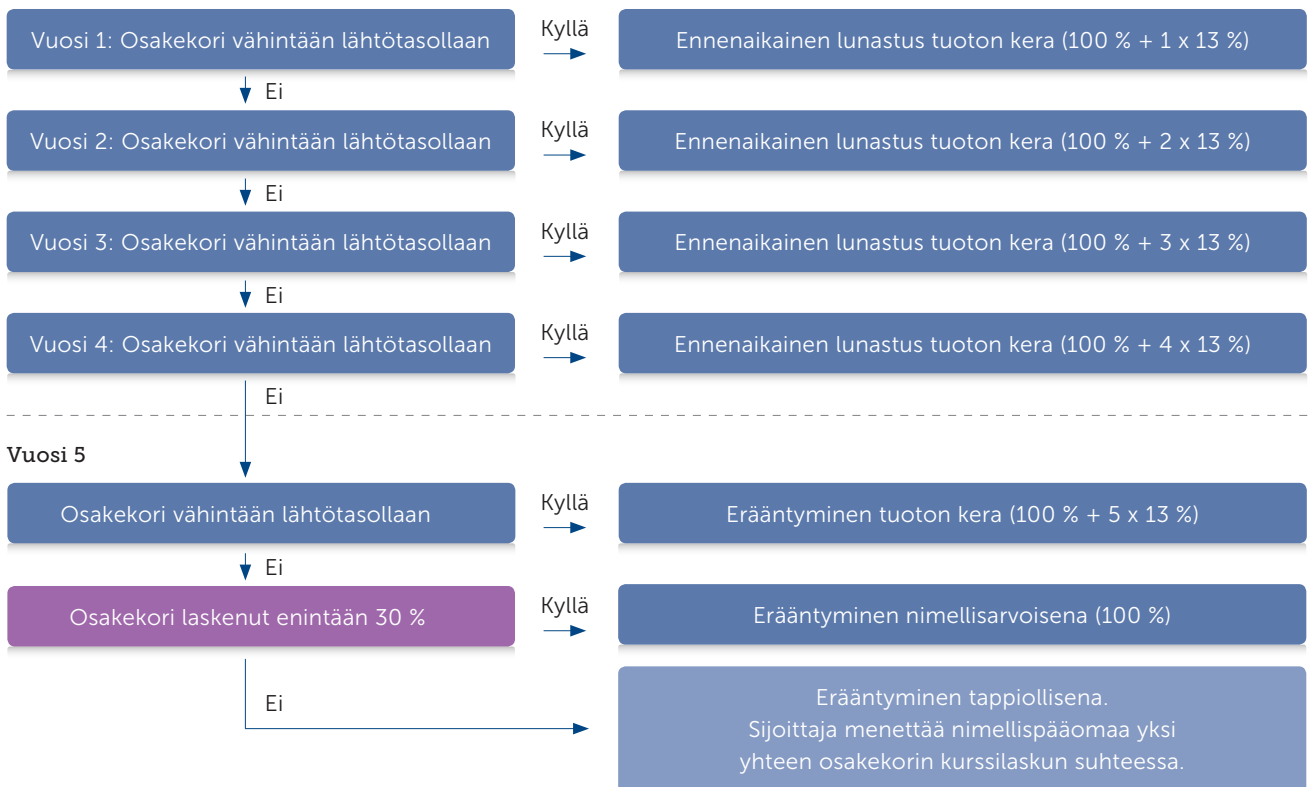 Vuosi 1: Osakekori vähintään lähtötasollaan
Kyllä
Ennenaikainen lunastus tuoton kera (100 % + 1 x 13 %)
Ei
Vuosi 2: Osakekori vähintään lähtötasollaan
Kyllä
Ennenaikainen lunastus tuoton kera (100 % + 2 x 13 %)
Ei
Vuosi 3: Osakekori vähintään lähtötasollaan
Kyllä
Ennenaikainen lunastus tuoton kera (100 % + 3 x 13 %)
Ei
Vuosi 4: Osakekori vähintään lähtötasollaan
Kyllä
Ennenaikainen lunastus tuoton kera (100 % + 4 x 13 %)
Ei
Vuosi 5
Osakekori vähintään lähtötasollaan
Kyllä
Erääntyminen tuoton kera (100 % + 5 x 13 %)
Ei
Osakekori laskenut enintään 30 %
Kyllä
Erääntyminen nimellisarvoisena (100 %)
Ei
Erääntyminen tappiollisena.
Sijoittaja menettää nimellispääomaa yksi
yhteen osakekorin kurssilaskun suhteessa.